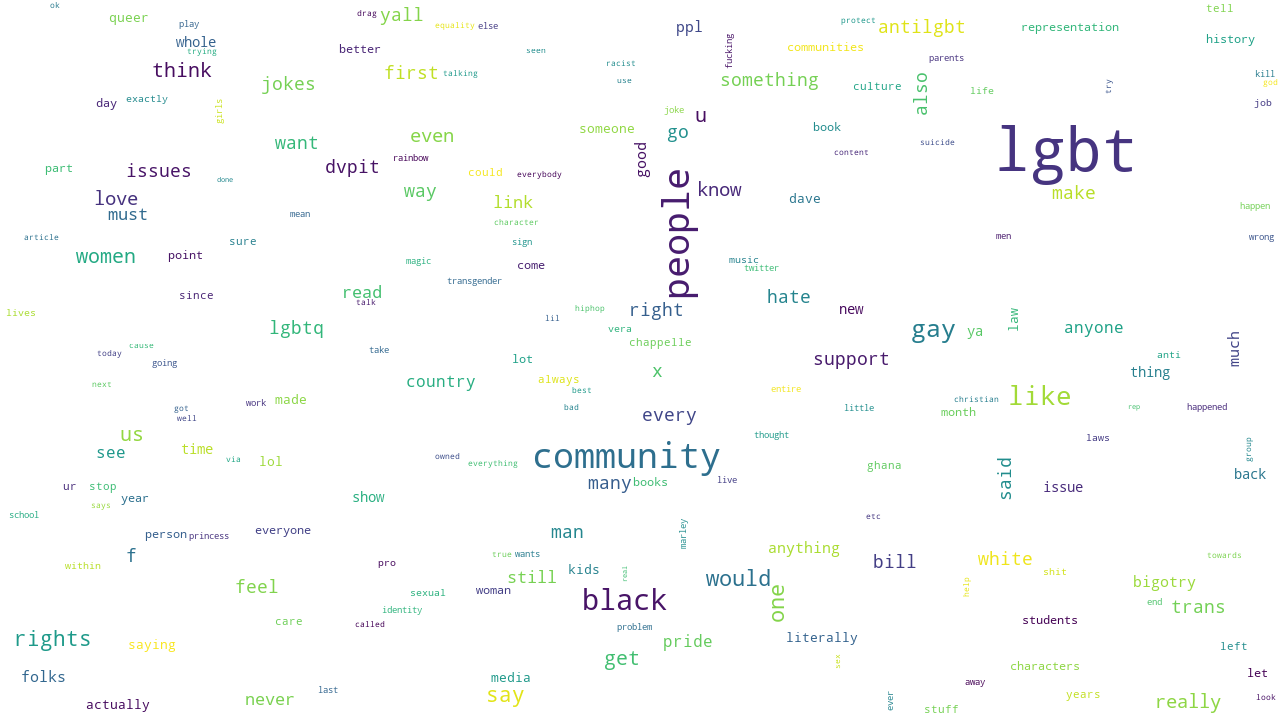 ok
queer
play
whole
trying
think
day
exactly
girls
jokes
drag
yall
equality
else
better
first
talking
seen
racist
use
ppl
fucking
protect
antilgbt
communities
something
culture
also
parents
life
representation
tell
history
try
kill
god
job
want
even
someone
joke
u
go
good
book
content
suicide
lgbt
make
part
issues
love
must
done
dvpit
rainbow
way
could
everybody
link
character
people
know
dave
happen
wrong
men
article
women
sure
mean
point
sign
come
magic
transgender
music
twitter
since
read
talk
hate
lives
lgbtq
lil
hiphop
vera
right
chappelle
new
gay
ya
law
anyone
much
cause
today
going
next
take
country
lot
always
best
bad
x
support
entire
anti
thing
got
well
work
made
every
little
christian
month
like
rep
happened
us
see
time
via
lol
owned
everything
community
thought
laws
group
ur
stop
says
year
school
show
many
books
live
ghana
said
issue
back
person
princess
everyone
f
man
marley
etc
anything
within
pro
true
wants
still
kids
real
would
bill
white
shit
help
towards
bigotry
end
trans
feel
sexual
woman
identity
black
one
care
called
problem
students
rights
saying
pride
literally
get
sex
left
folks
media
characters
let
actually
never
last
say
ever
away
stuff
years
really
look